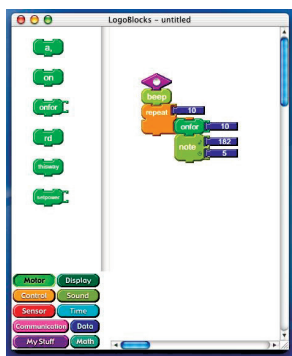 LogoBlocks - untitled
a,
on
onfor
rd
thisway
setpower
beep
repeat 10
onfor 10
note 182
5
Motor Display
Control Sound
Sensor Time
Communication Data
My Stuff Math